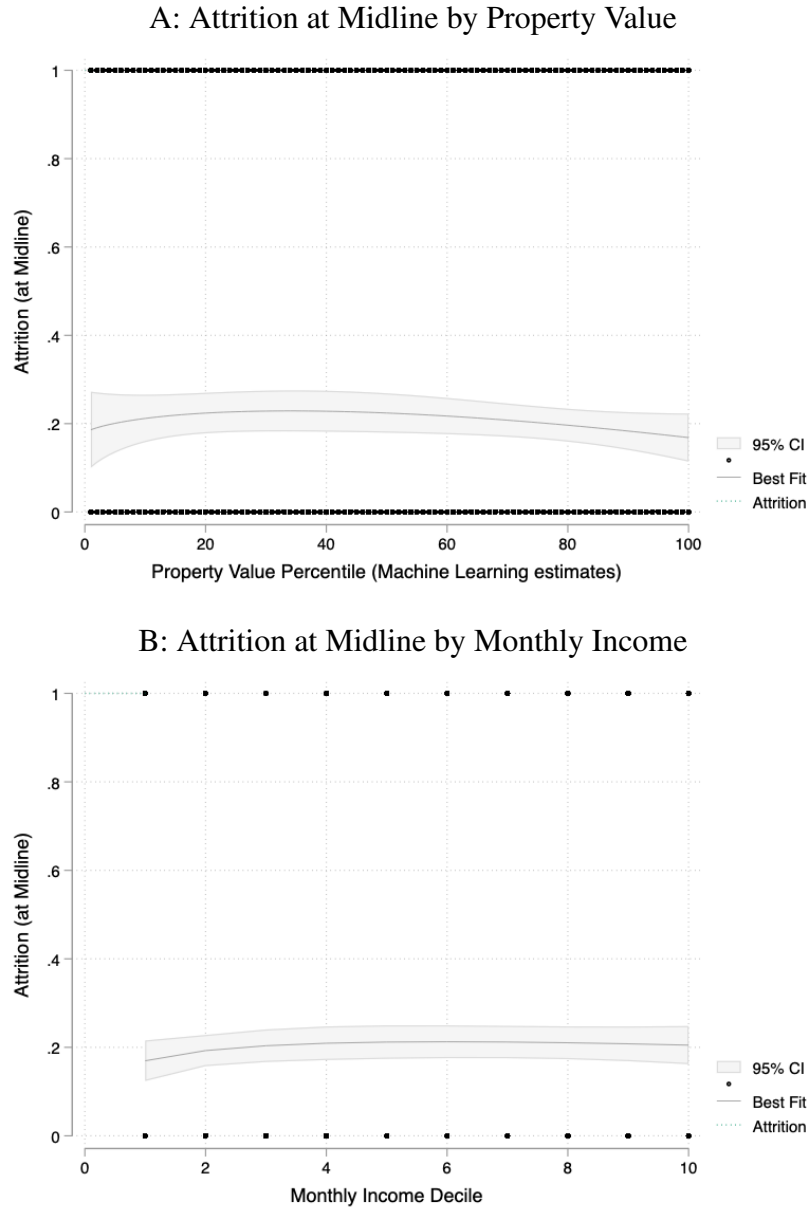 A: Attrition at Midline by Property Value
1
.8
.6
.4
.2
0
Attrition (at Midline)
0 20 40 60 80 100
Property Value Percentile (Machine Learning estimates)
95% CI
Best Fit
Attrition
B: Attrition at Midline by Monthly Income
1
.8
.6
.4
.2
0
Attrition (at Midline)
0 2 4 6 8 10
Monthly Income Decile
95% CI
Best Fit
Attrition